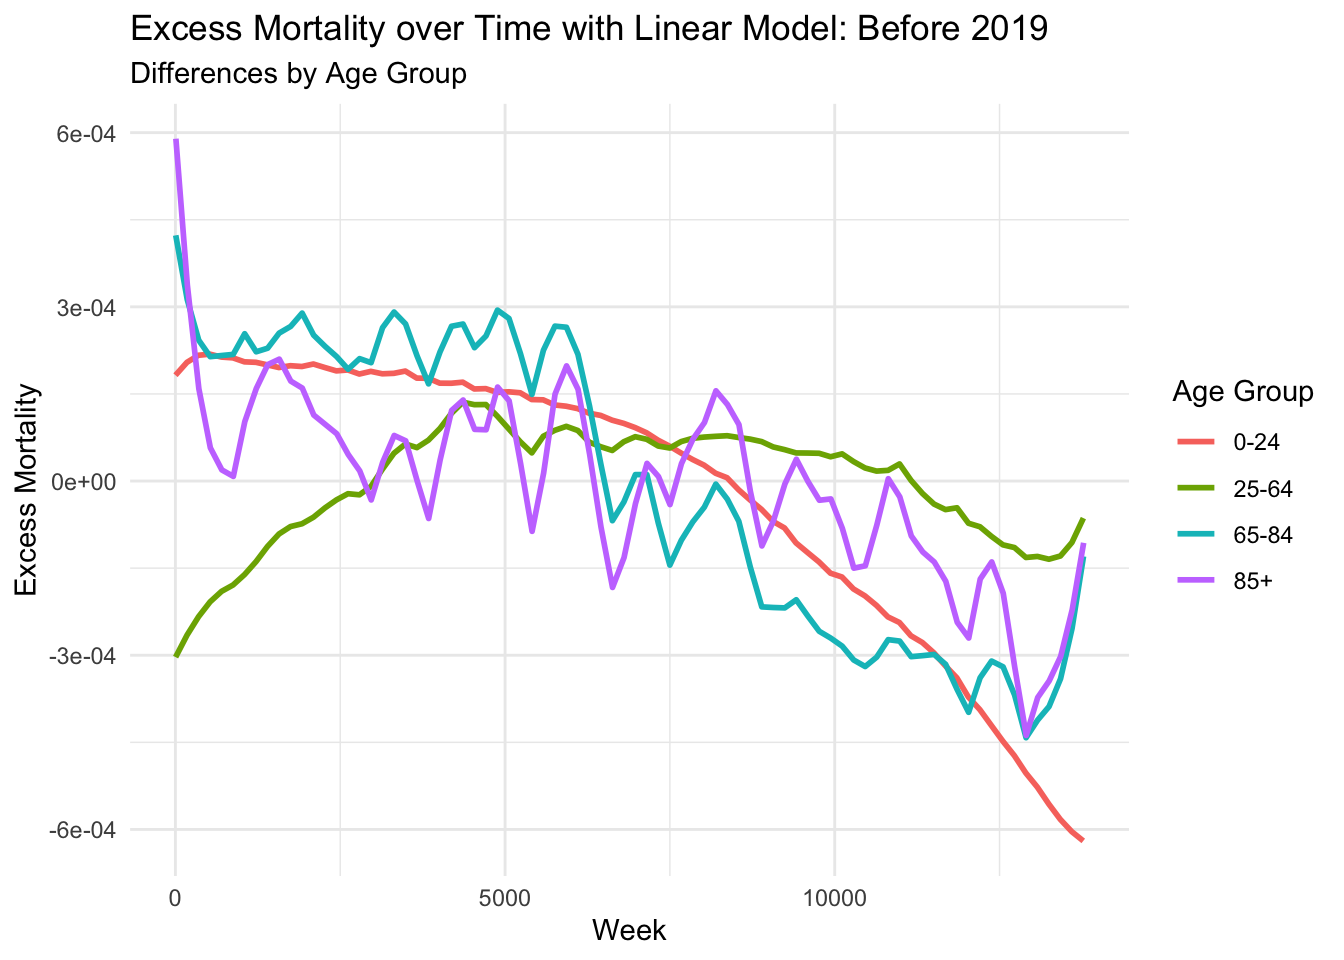 Excess Mortality over Time with Linear Model: Before 2019
Differences by Age Group
6e-04
3e-04
0e+00
-3e-04
-6e-04
Excess Mortality
0
5000
10000
Week
Age Group
0-24
25-64
65-84
85+